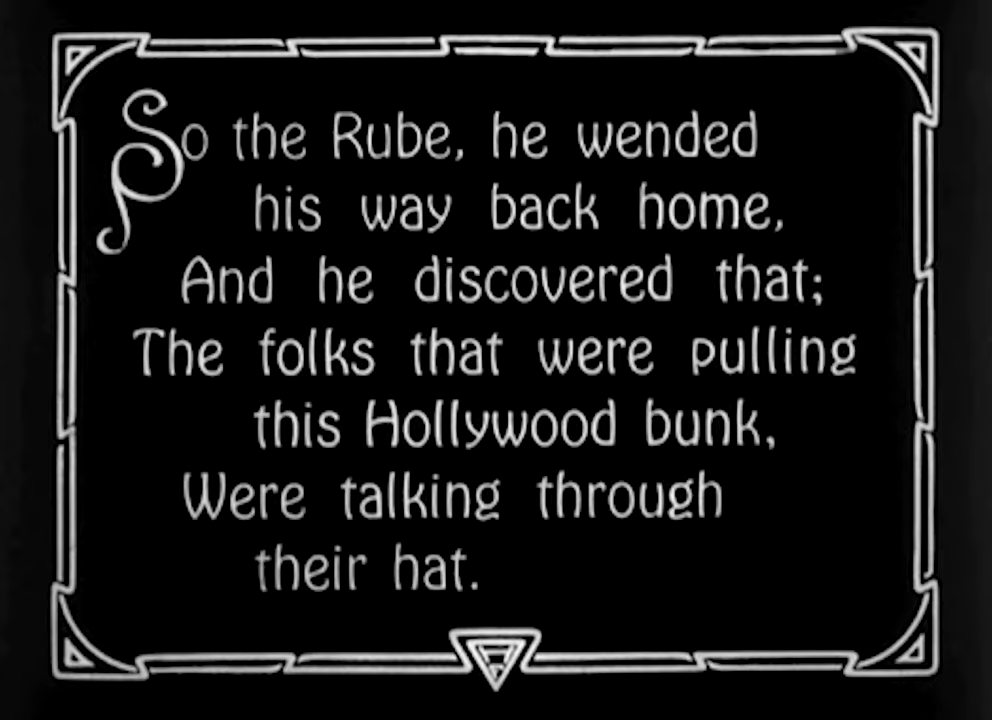 So the Rube, he wended
his way back home,
And he discovered that;
The folks that were pulling
this Hollywood bunk,
Were talking through
their hat.